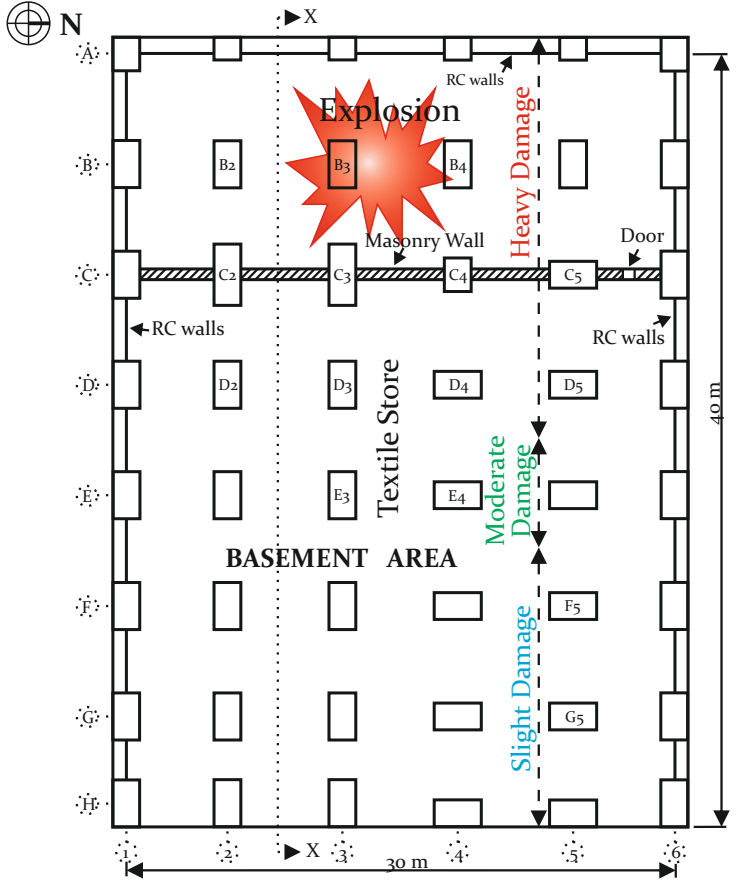 N
X
A
RC walls
Explosion
Heavy Damage
B
B2
B3
B4
Masonry Wall
Door
C
C2
C3
C4
C5
RC walls
RC walls
D
D2
D3
D4
D5
Textile Store
40 m
E
E3
E4
Moderate
Damage
BASEMENT AREA
F
F5
Slight Damage
G
G5
H
1
2
3
4
5
6
X
30 m